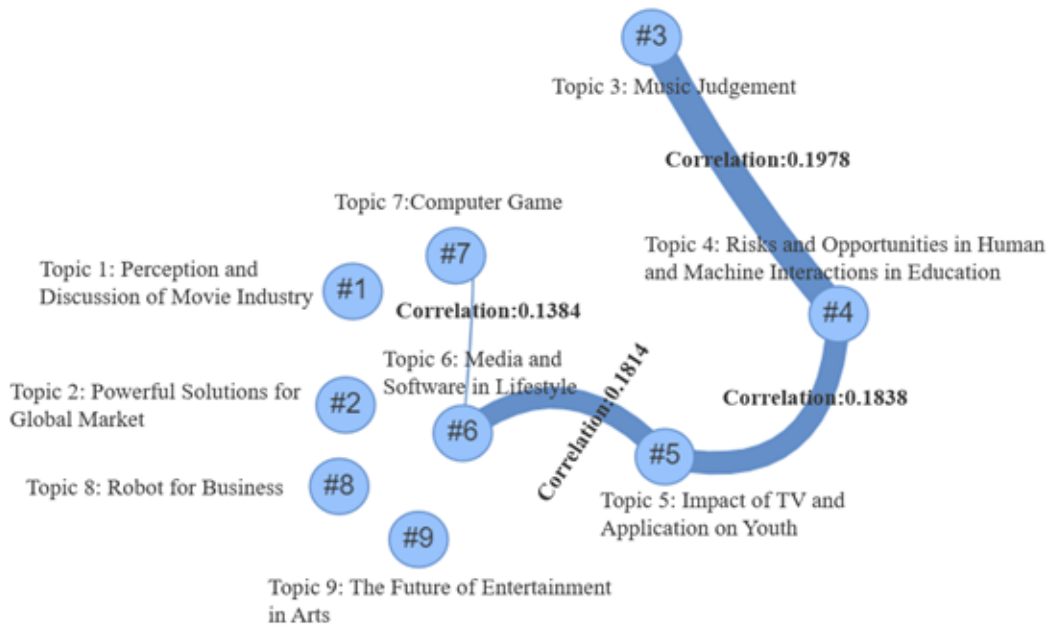 #3
Topic 3: Music Judgement
Correlation:0.1978
Topic 7:Computer Game
#7
Topic 4: Risks and Opportunities in Human
and Machine Interactions in Education
Topic 1: Perception and
Discussion of Movie Industry
#1
Correlation:0.1384
#4
Topic 6: Media and
Software in Lifestyle
Correlation:0.1814
Correlation:0.1838
Topic 2: Powerful Solutions for
Global Market
#2
#6
#5
Topic 8: Robot for Business
#8
Topic 5: Impact of TV and
Application on Youth
#9
Topic 9: The Future of Entertainment
in Arts